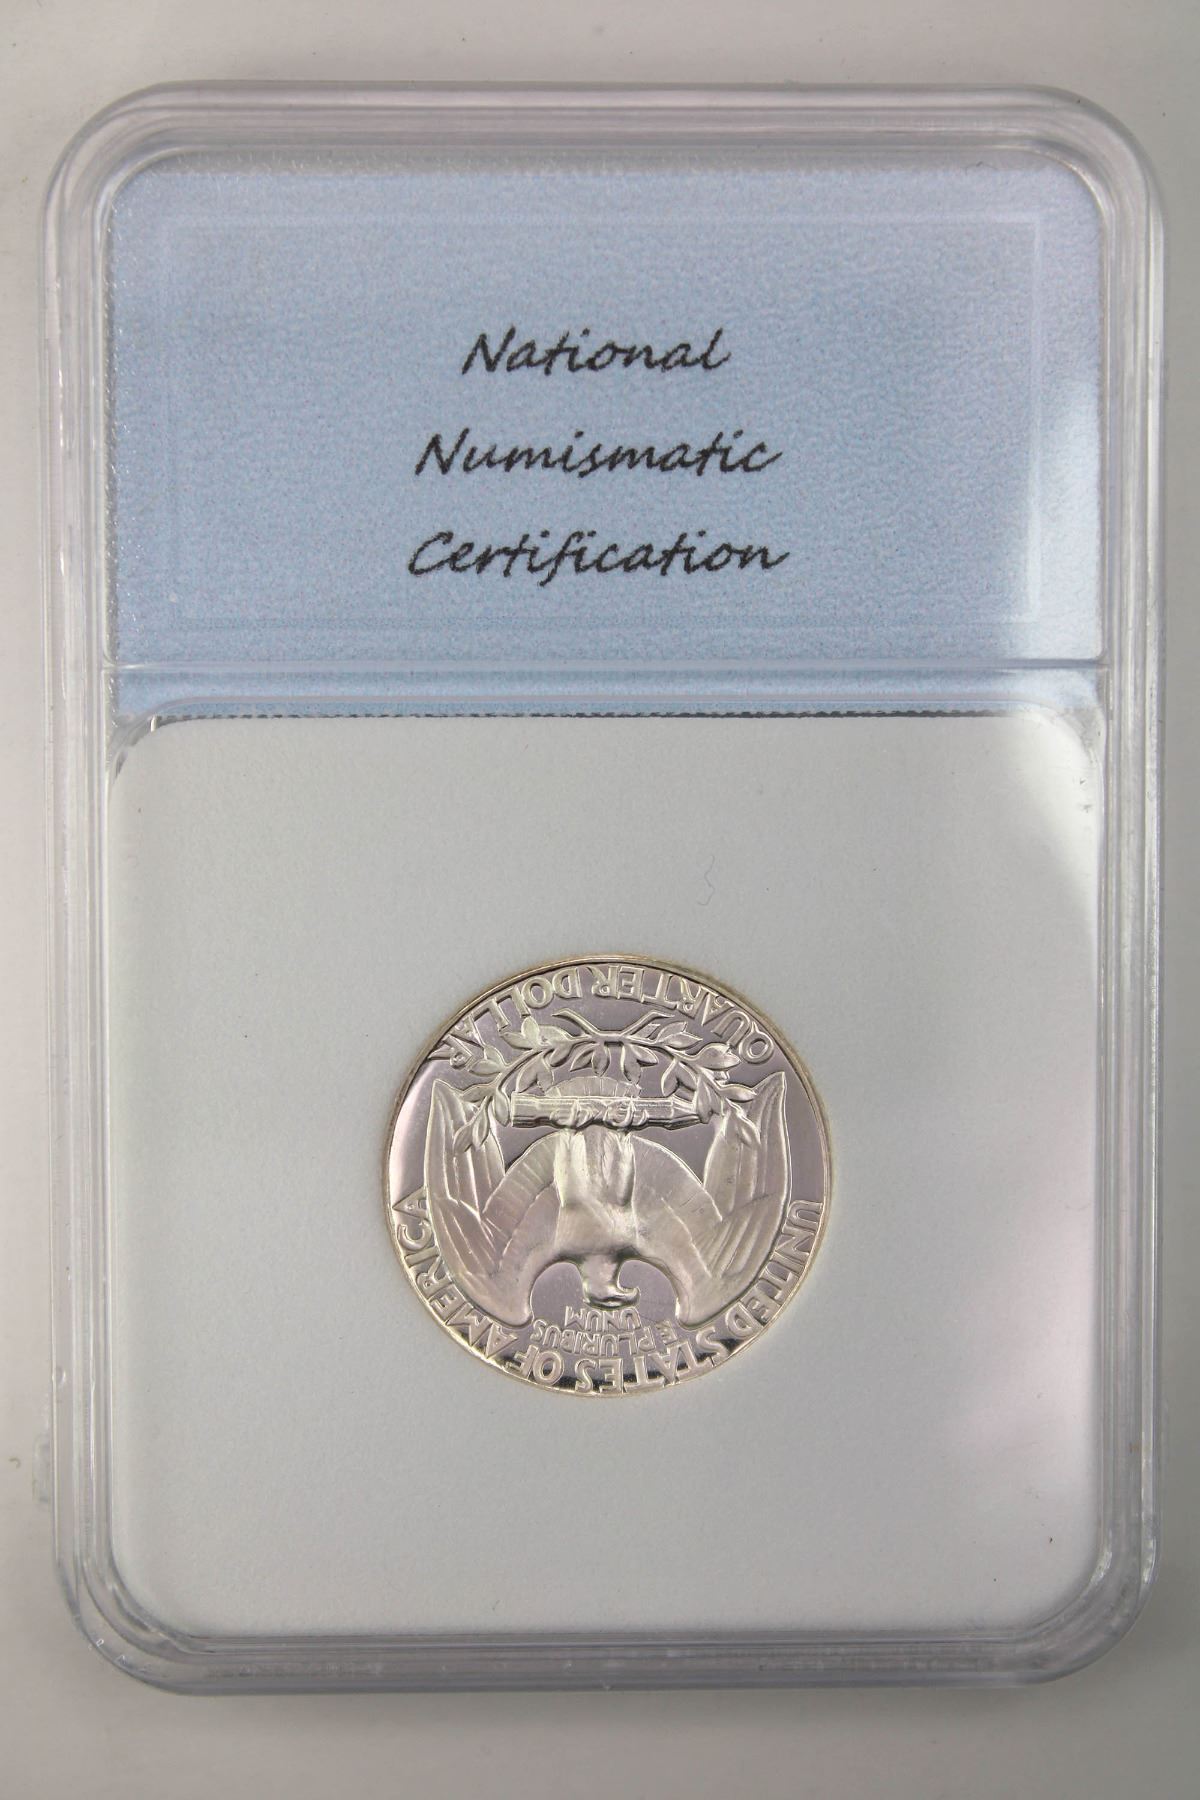 National
Numismatic
Certification
QUARTER DOLLAR
E PLURIBUS
UNUM
UNITED STATES OF AMERICA